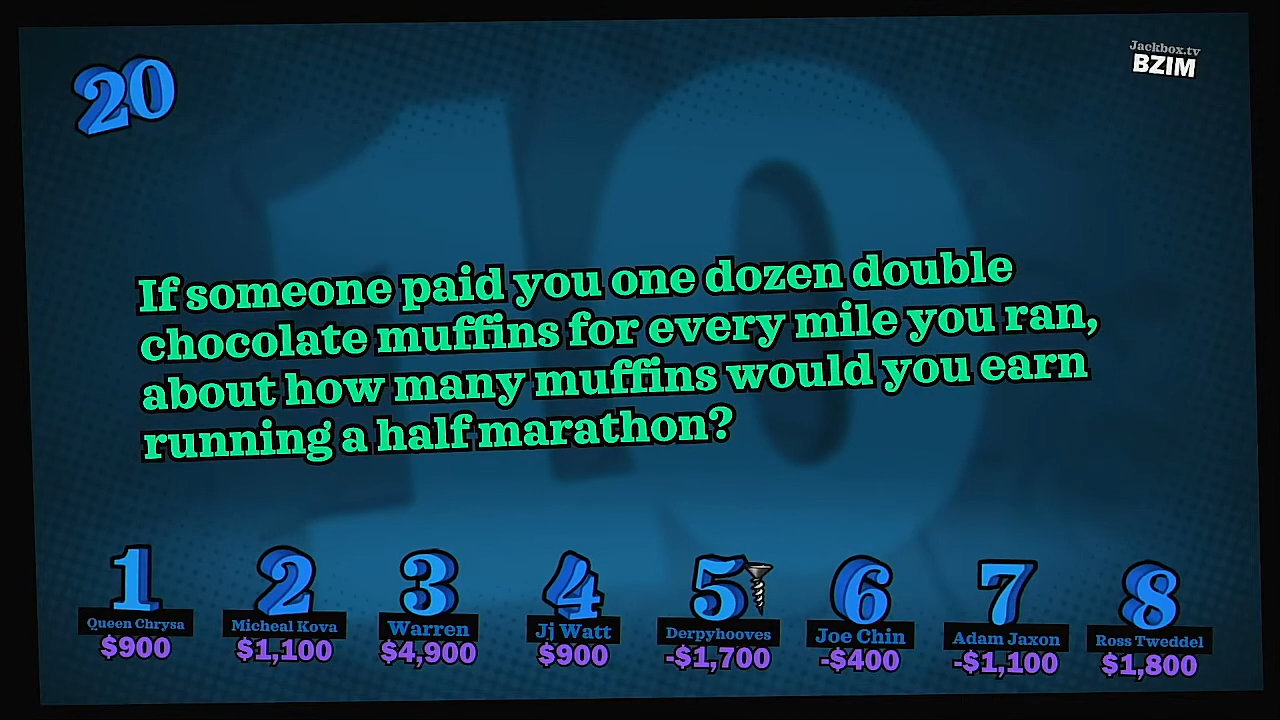 20
Jackbox.tv
BZIM
10
If someone paid you one dozen double
chocolate muffins for every mile you ran,
about how many muffins would you earn
running a half marathon?
1 2 3 4 5 6 7 8
Queen Chrysa Micheal Kova Warren Jj Watt Derpyhooves Joe Chin Adam Jaxon Ross Tweddel
$900 $1,100 $4,900 $900 -$1,700 -$400 -$1,100 $1,800